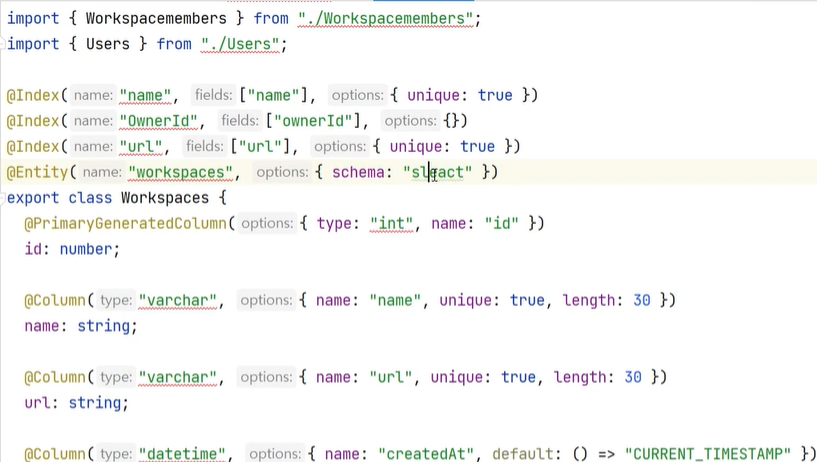 import { Workspacemembers } from "./Workspacemembers";
import { Users } from "./Users";
@Index( name: "name", fields: ["name"], options: { unique: true })
@Index( name: "OwnerId", fields: ["ownerId"], options: {})
@Index( name: "url", fields: ["url"], options: { unique: true })
@Entity( name: "workspaces", options: { schema: "sleact" })
export class Workspaces {
@PrimaryGeneratedColumn( options: { type: "int", name: "id" })
id: number;
@Column( type: "varchar", options: { name: "name", unique: true, length: 30 })
name: string;
@Column( type: "varchar", options: { name: "url", unique: true, length: 30 })
url: string;
@Column( type: "datetime", options: { name: "createdAt", default: () => "CURRENT_TIMESTAMP" })